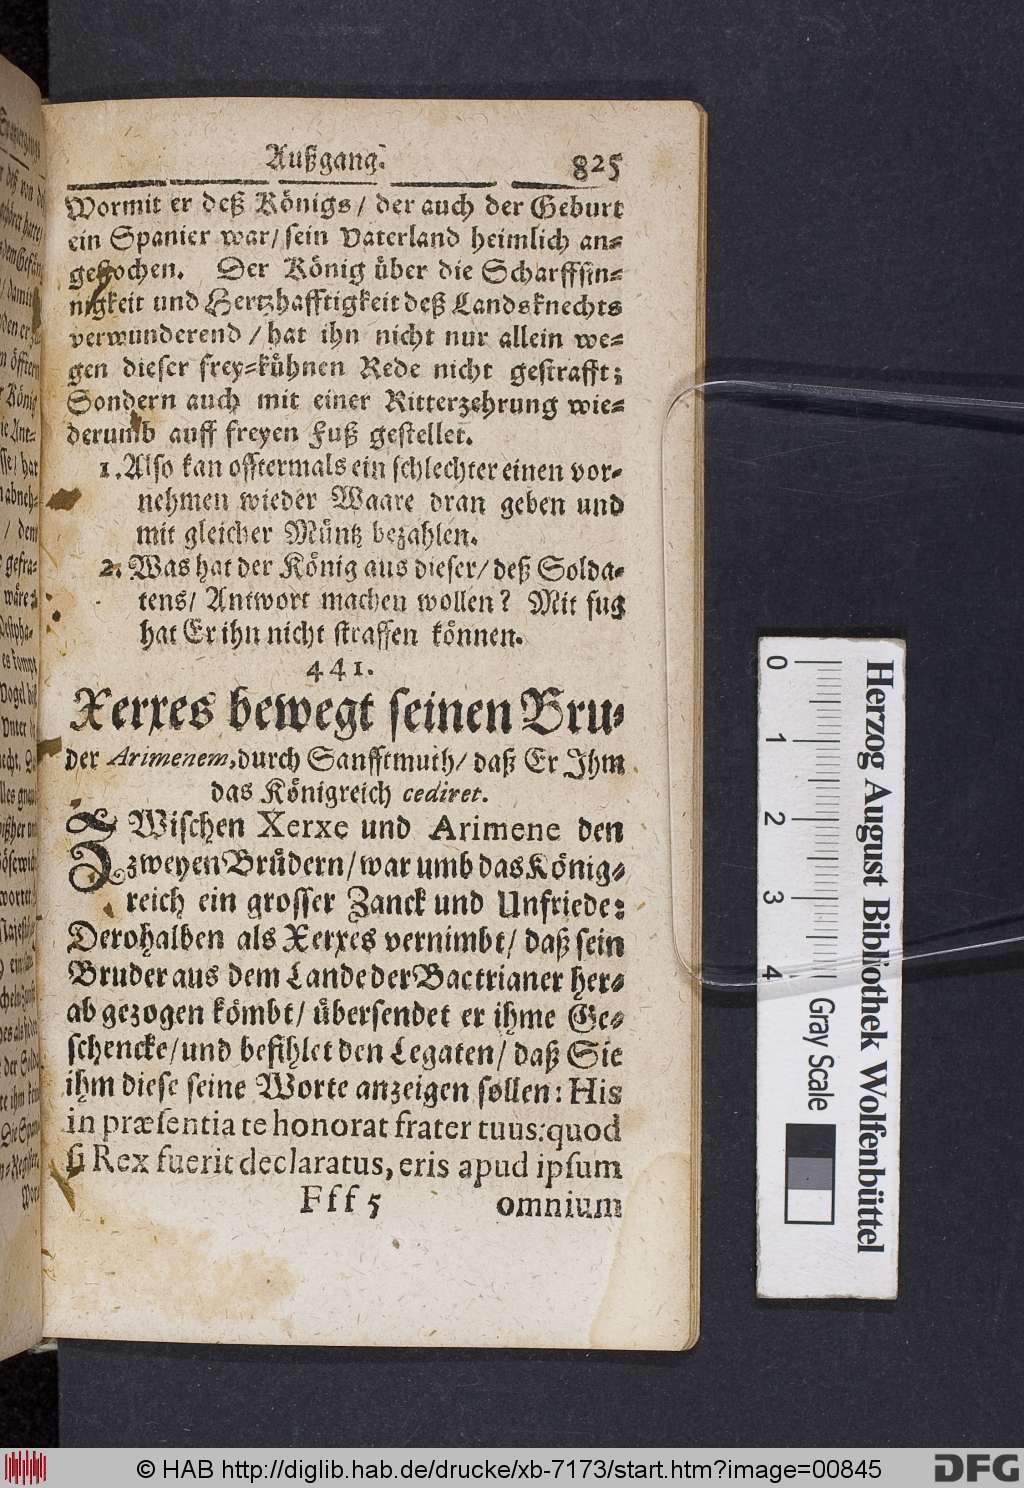 Außgang. 825
Wormit er deß Königs / der auch der Geburt
ein Spanier war / sein Vaterland heimlich an-
gestochen. Der König über die Scharffsin-
nigkeit und Hertzhafftigkeit deß Landsknechts
verwunderend / hat ihn nicht nur allein we-
gen dieser frey-kühnen Rede nicht gestrafft;
Sondern auch mit einer Ritterzehrung wie-
derumb auff freyen Fuß gestellet.
1. Also kan offtermals ein schlechter einen vor-
nehmen wieder Waare dran geben und
mit gleicher Müntz bezahlen.
2. Was hat der König aus dieser / deß Solda-
tens / Antwort machen wollen? Mit fug
hat Er ihn nicht straffen können.
441.
Xerxes bewegt seinen Bru-
der Arimenem, durch Sanfftmuth / daß Er Ihm
das Königreich cediret.
ZWischen Xerxe und Arimene den
zweyen Brüdern / war umb das König-
reich ein grosser Zanck und Unfriede:
Derohalben als Xerxes vernimbt / daß sein
Bruder aus dem Lande der Bactrianer her-
ab gezogen kömbt / übersendet er ihme Ge-
schencke / und befihlet den Legaten / daß Sie
ihm diese seine Worte anzeigen sollen: His
in præsentia te honorat frater tuus: quod
si Rex fuerit declaratus, eris apud ipsum
Fff 5 omnium
0 1 2 3 4
Gray Scale
Herzog August Bibliothek Wolfenbüttel
© HAB http://diglib.hab.de/drucke/xb-7173/start.htm?image=00845
DFG